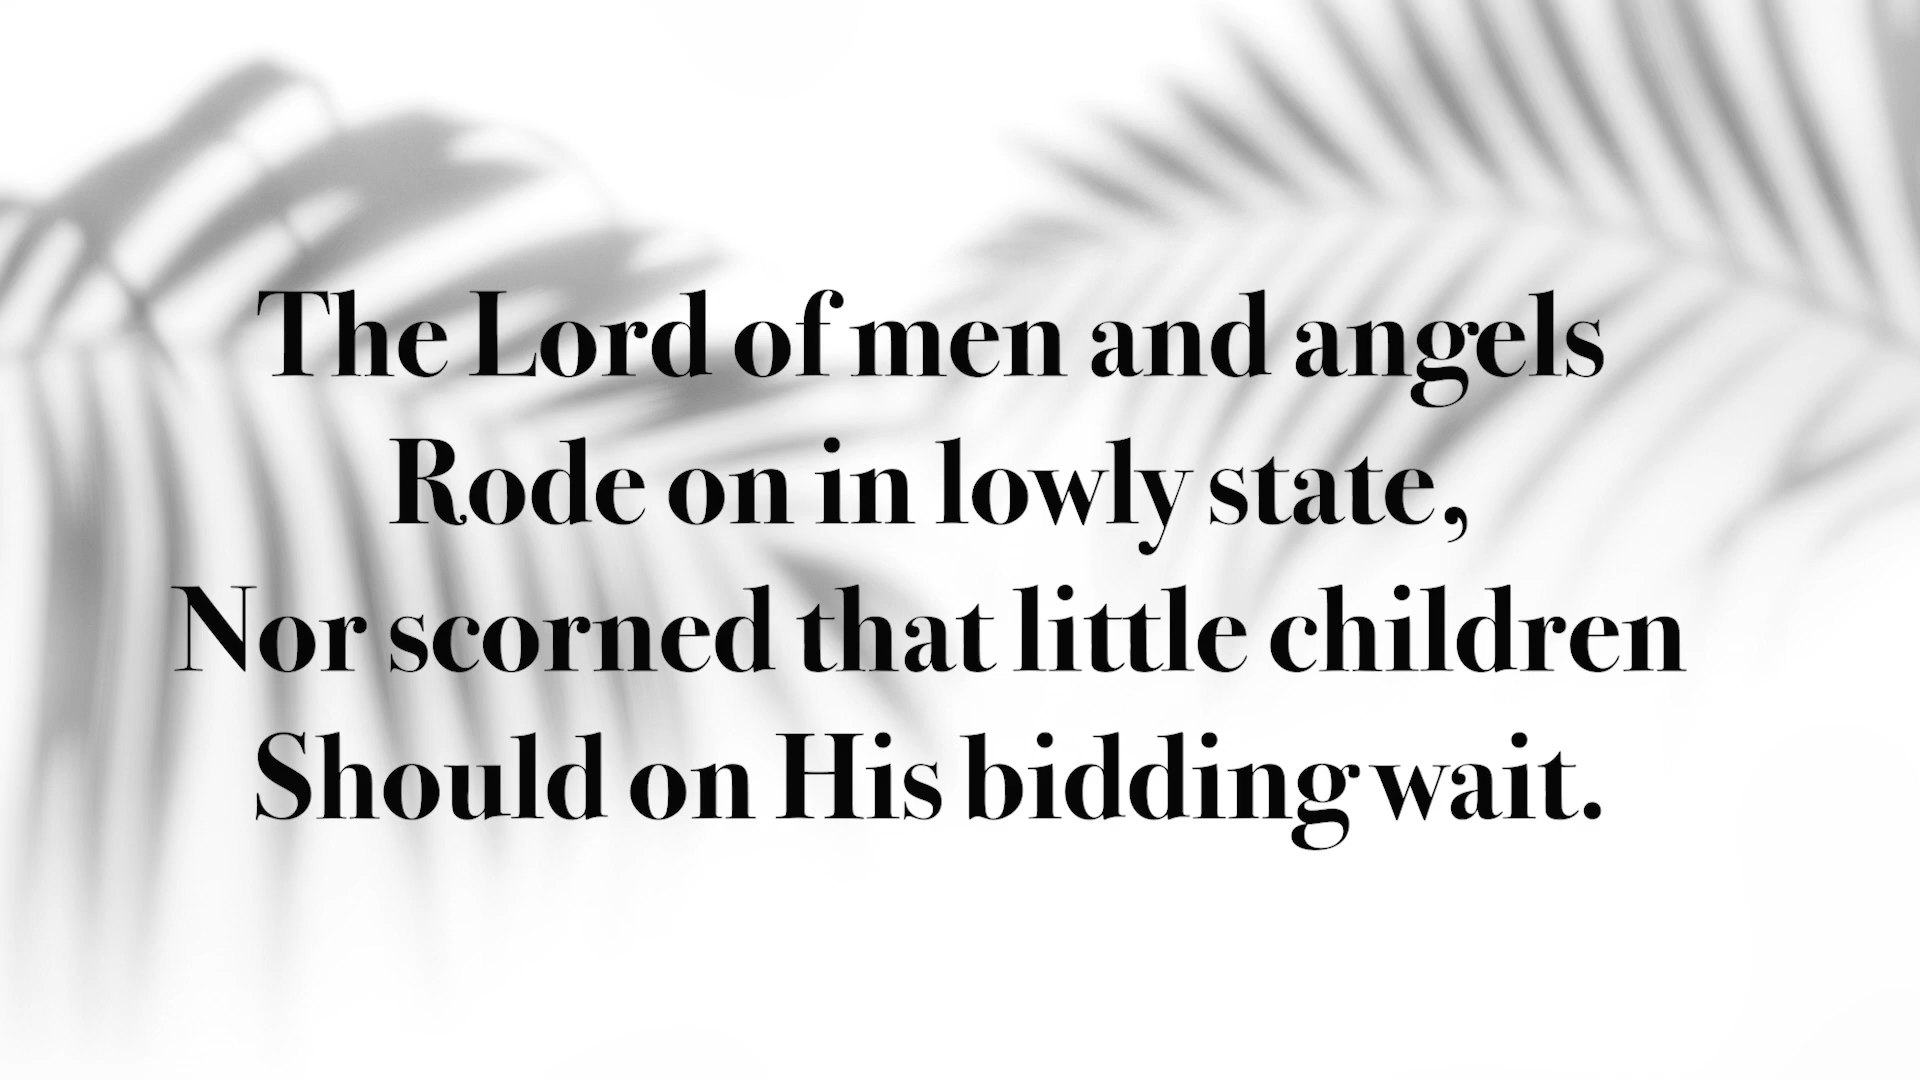 The Lord of men and angels
Rode on in lowly state,
Nor scorned that little children
Should on His bidding wait.